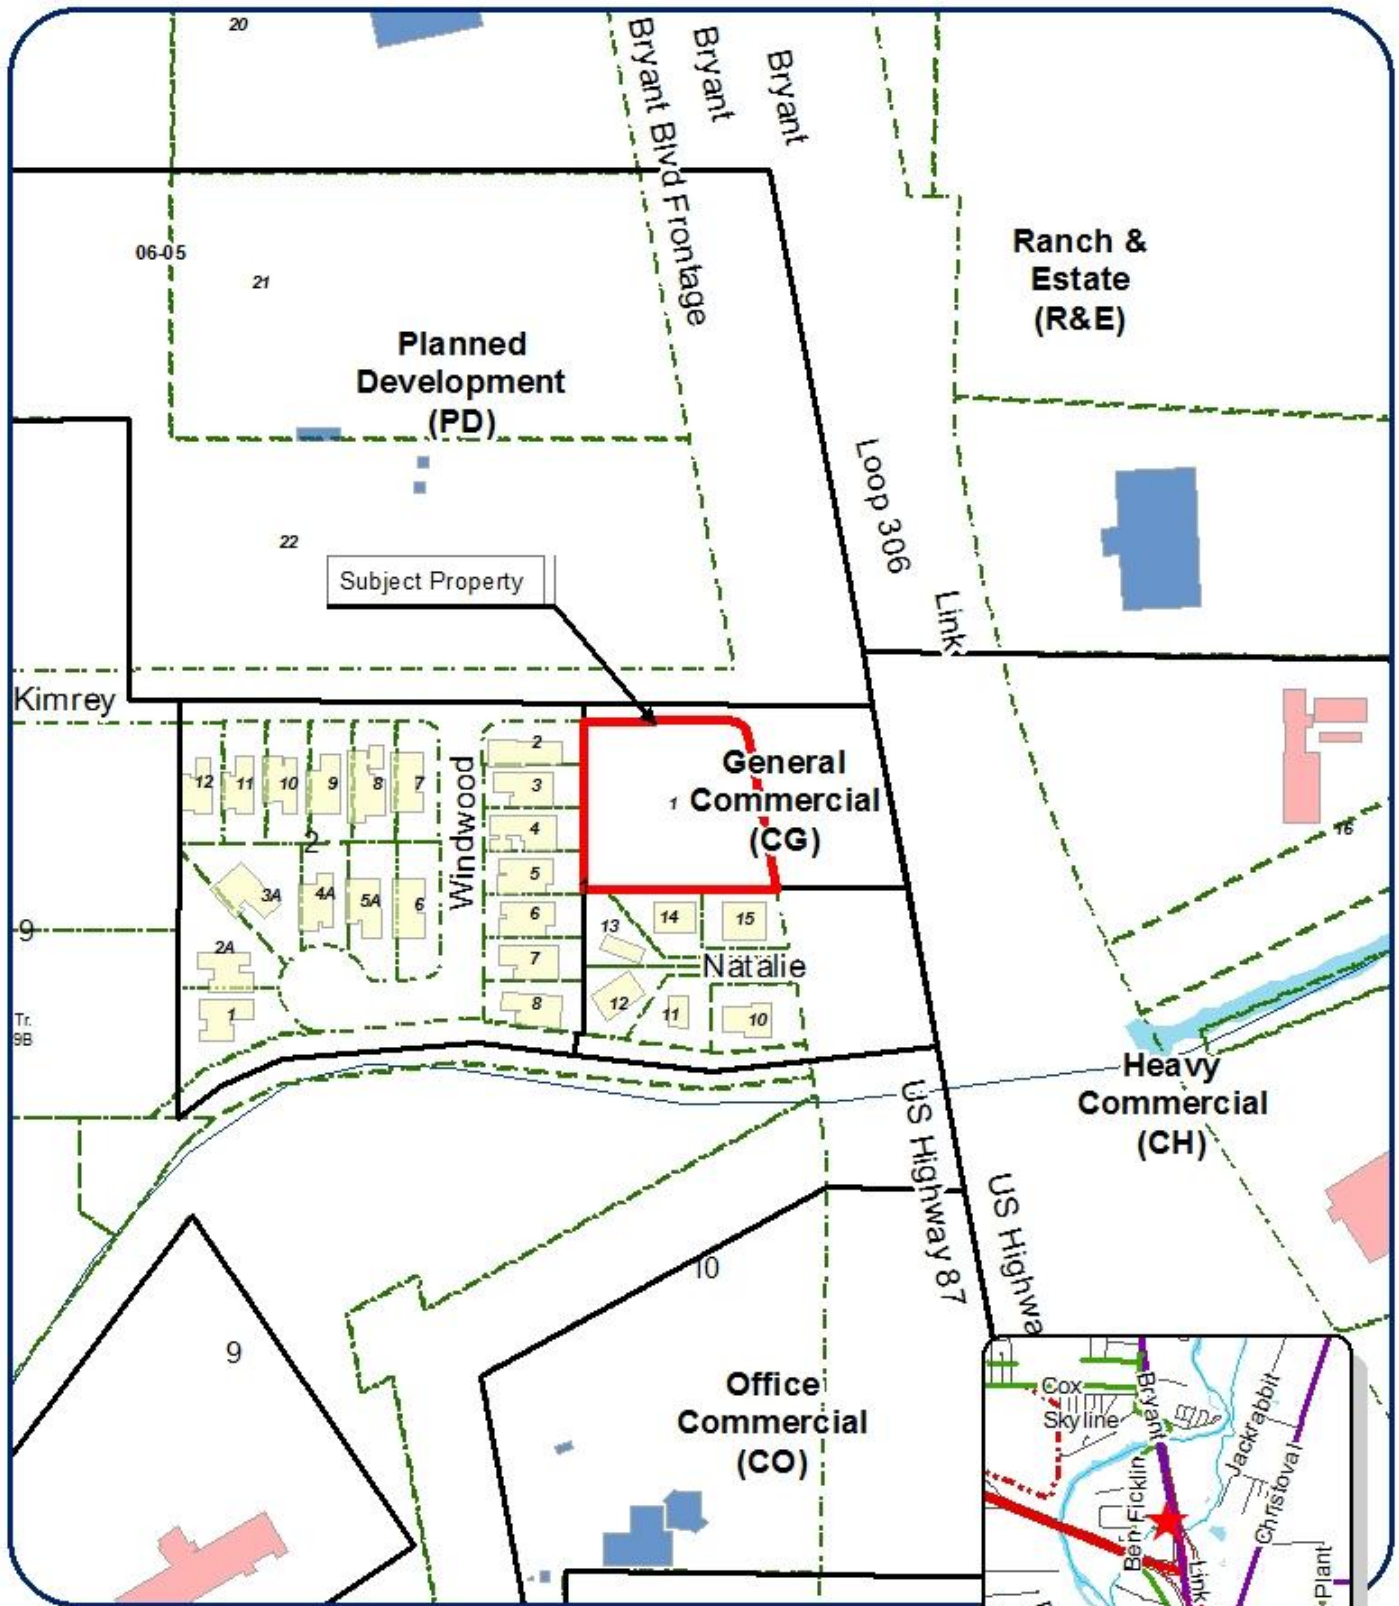 20
Bryant
Bryant
Bryant
Bryant Blvd Frontage
06-05
21
Ranch &
Estate
(R&E)
Planned
Development
(PD)
Loop 306
22
Subject Property
Link
Kimrey
12
11
10
9
8
7
2
Windwood
2
3
4
5
6
7
8
1
General
Commercial
(CG)
16
3A
4A
5A
6
9
2A
1
Tr.
9B
13
14
15
Natalie
12
11
10
Heavy
Commercial
(CH)
US Highway 87
US Highwa
10
9
Office
Commercial
(CO)
Cox
Skyline
Bryant
Jackrabbit
Ben Ficklin
Christoval
Link
Plant